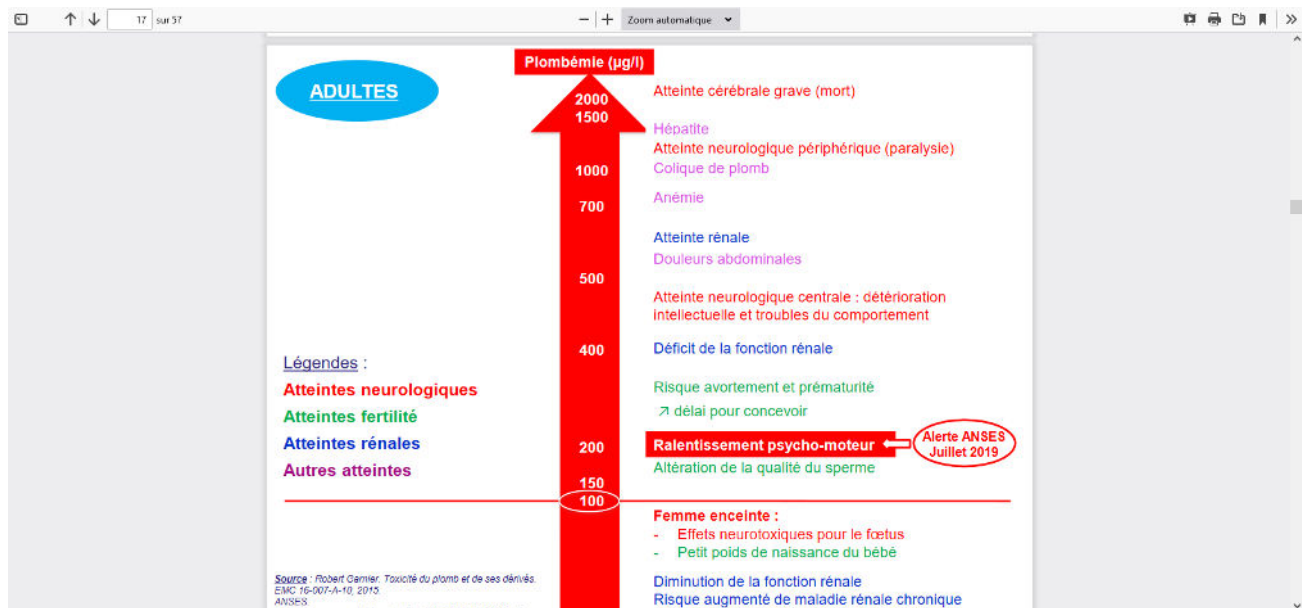 17 sur 57
Zoom automatique
Plombémie (µg/l)
ADULTES
2000
Atteinte cérébrale grave (mort)
1500
Hépatite
Atteinte neurologique périphérique (paralysie)
1000
Colique de plomb
Anémie
700
Atteinte rénale
Douleurs abdominales
500
Atteinte neurologique centrale : détérioration
intellectuelle et troubles du comportement
400
Déficit de la fonction rénale
Légendes :
Atteintes neurologiques
Atteintes fertilité
Atteintes rénales
Autres atteintes
Risque avortement et prématurité
↗ délai pour concevoir
200
Ralentissement psycho-moteur
Alerte ANSES
Juillet 2019
Altération de la qualité du sperme
150
100
Femme enceinte :
- Effets neurotoxiques pour le fœtus
- Petit poids de naissance du bébé
Diminution de la fonction rénale
Risque augmenté de maladie rénale chronique
Source : Robert Garnier. Toxicité du plomb et de ses dérivés.
EMC 16-007-A-10, 2015.
ANSES